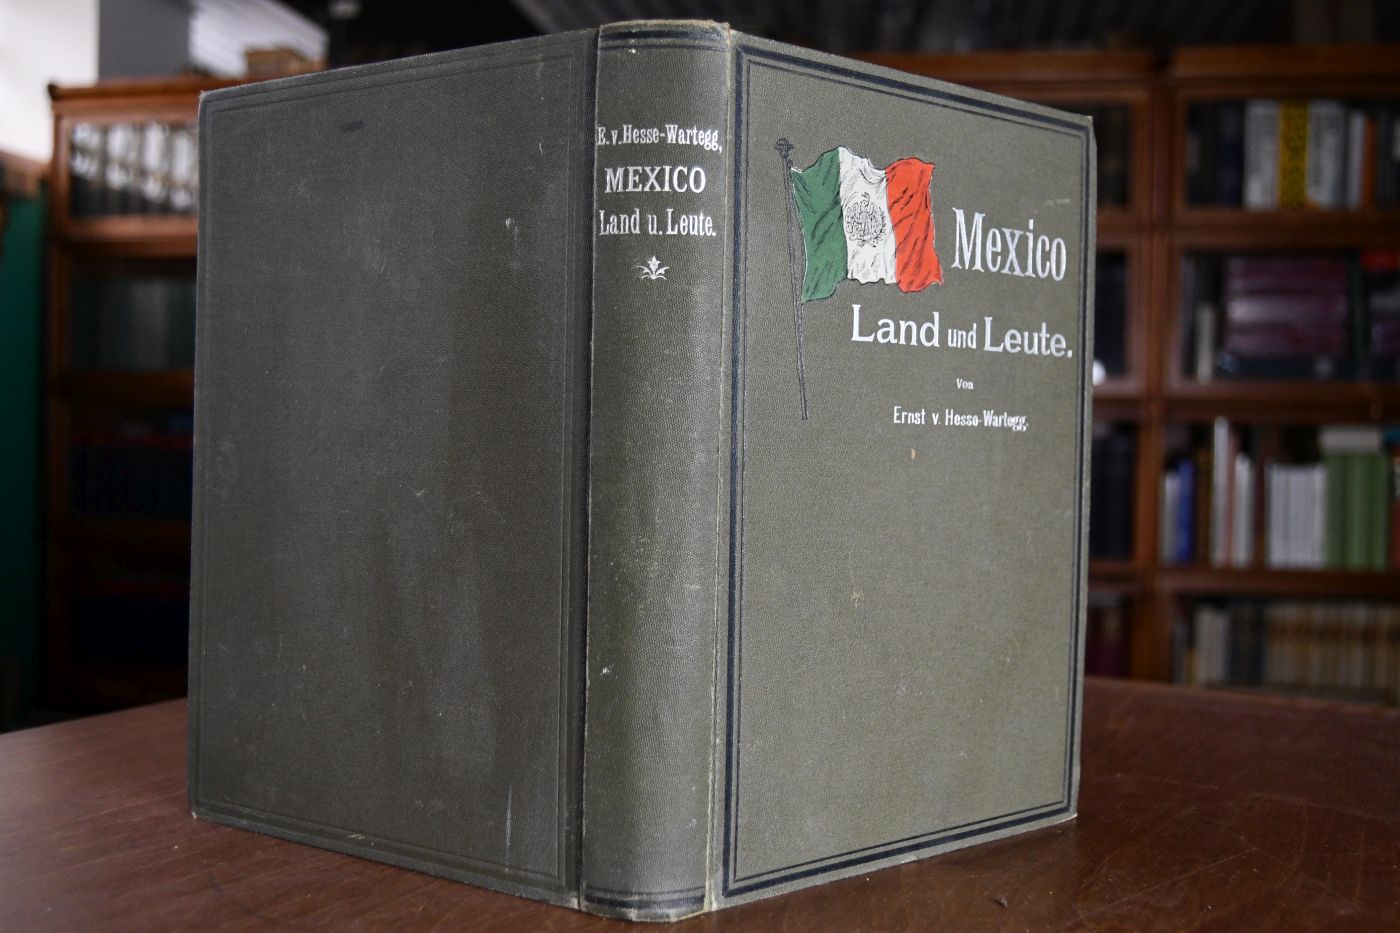 E. v. Hesse-Wartegg,
MEXICO
Land u. Leute.
Mexico
Land und Leute.
Von
Ernst v. Hesse-Wartegg.